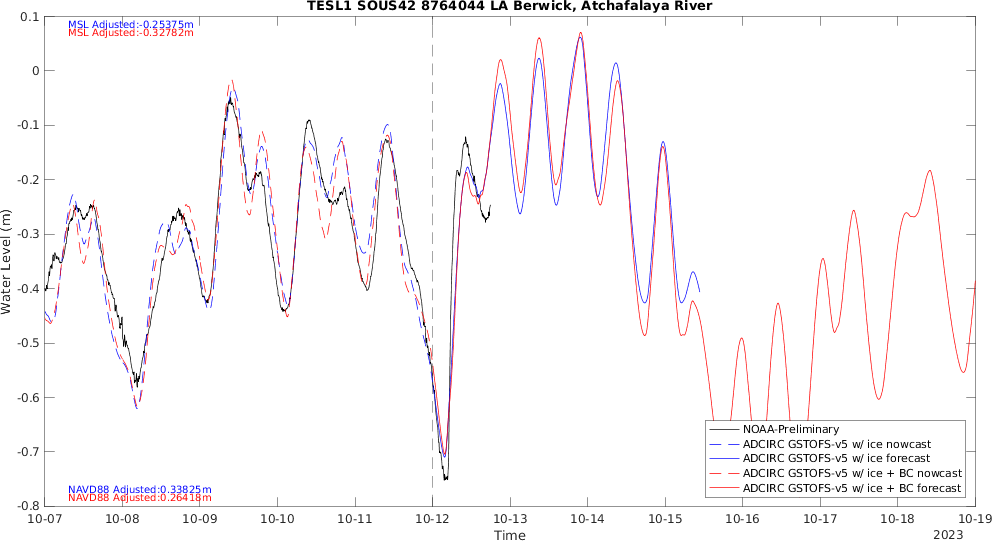 TESL1 SOUS42 8764044 LA Berwick, Atchafalaya River
MSL Adjusted:-0.25375m
MSL Adjusted:-0.32782m
0.1
0
-0.1
-0.2
-0.3
-0.4
-0.5
-0.6
-0.7
-0.8
Water Level (m)
NOAA-Preliminary
ADCIRC GSTOFS-v5 w/ ice nowcast
ADCIRC GSTOFS-v5 w/ ice forecast
ADCIRC GSTOFS-v5 w/ ice + BC nowcast
ADCIRC GSTOFS-v5 w/ ice + BC forecast
NAVD88 Adjusted:0.33825m
NAVD88 Adjusted:0.26418m
10-07 10-08 10-09 10-10 10-11 10-12 10-13 10-14 10-15 10-16 10-17 10-18 10-19
Time
2023